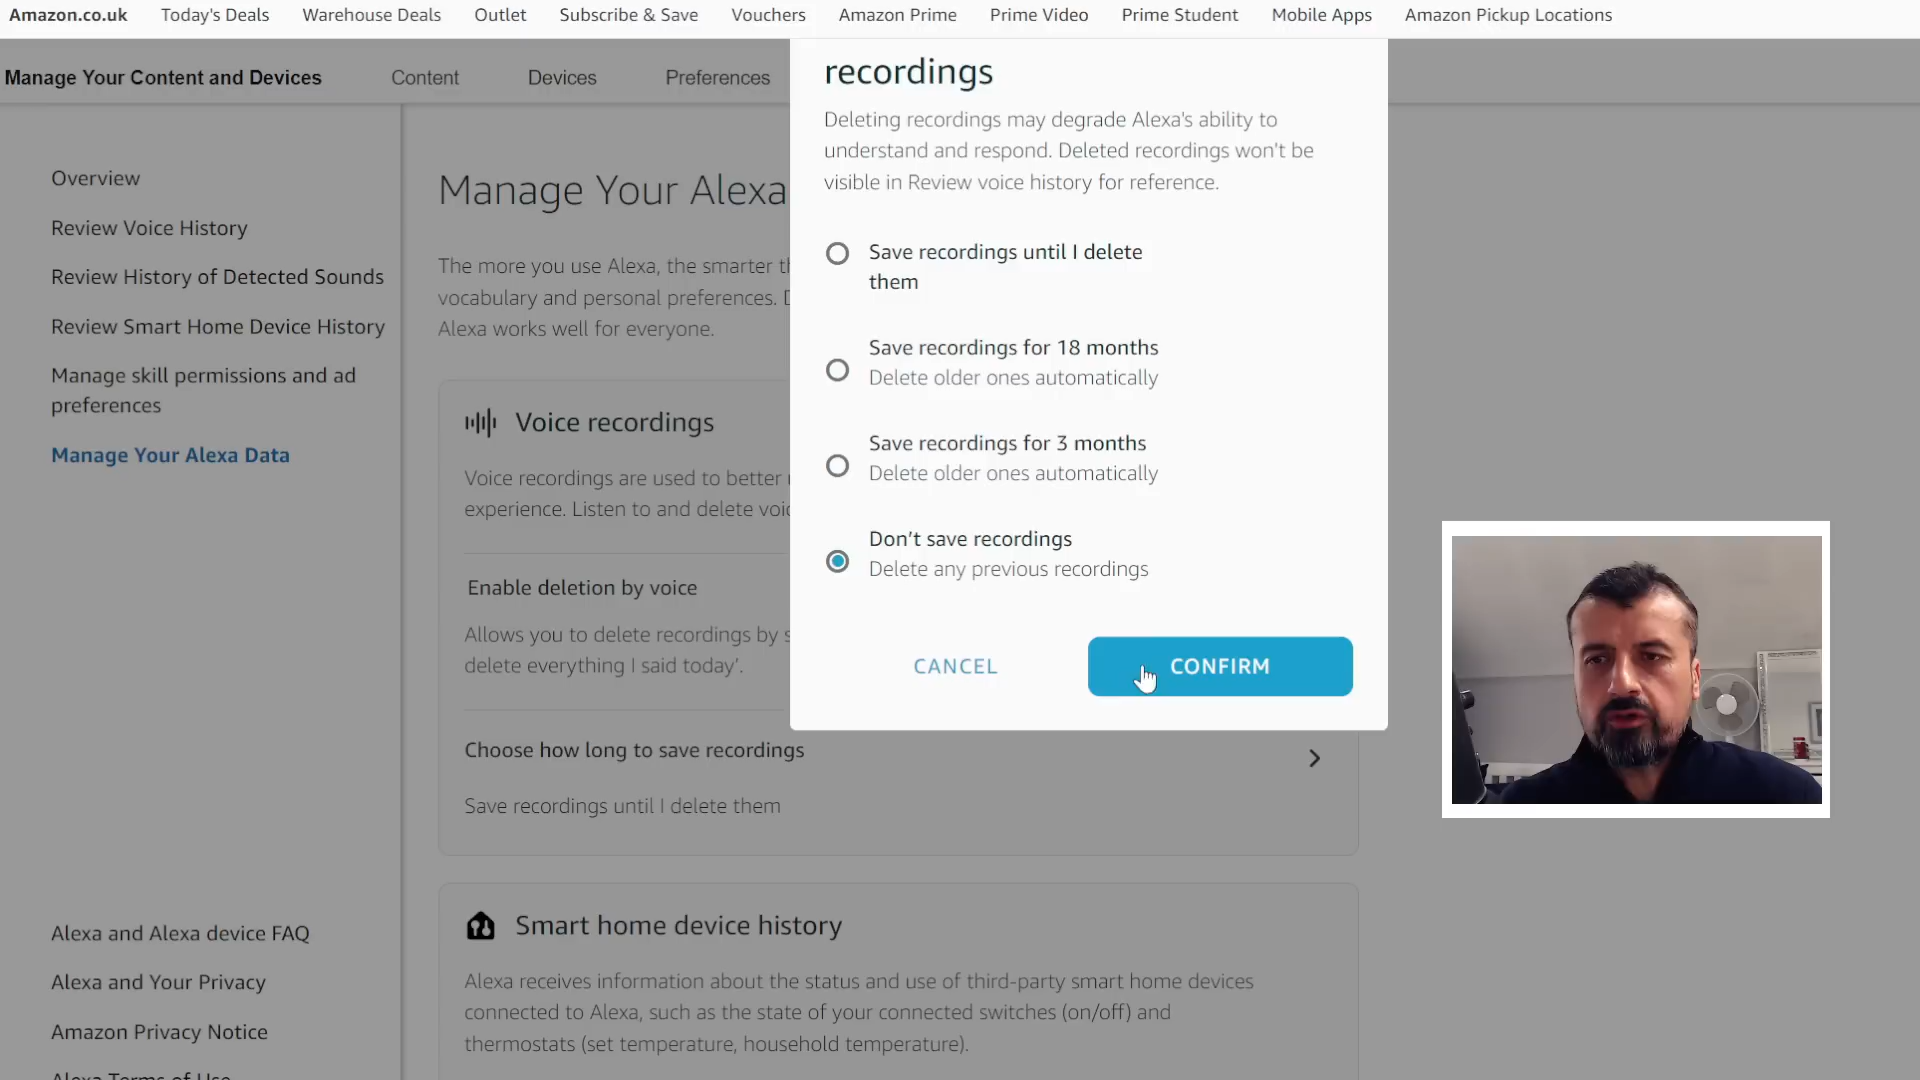 Amazon.co.uk Today's Deals Warehouse Deals Outlet Subscribe & Save Vouchers Amazon Prime Prime Video Prime Student Mobile Apps Amazon Pickup Locations
Manage Your Content and Devices Content Devices Preferences
Overview
Review Voice History
Review History of Detected Sounds
Review Smart Home Device History
Manage skill permissions and ad
preferences
Manage Your Alexa Data
Alexa and Alexa device FAQ
Alexa and Your Privacy
Amazon Privacy Notice
Alexa Terms of Use
Manage Your Alexa
The more you use Alexa, the smarter
vocabulary and personal preferences.
Alexa works well for everyone.
Voice recordings
Voice recordings are used to better
experience. Listen to and delete
Enable deletion by voice
Allows you to delete recordings by
delete everything I said today'.
Choose how long to save recordings
Save recordings until I delete them
Smart home device history
Alexa receives information about the status and use of third-party smart home devices
connected to Alexa, such as the state of your connected switches (on/off) and
thermostats (set temperature, household temperature).
recordings
Deleting recordings may degrade Alexa's ability to
understand and respond. Deleted recordings won't be
visible in Review voice history for reference.
Save recordings until I delete
them
Save recordings for 18 months
Delete older ones automatically
Save recordings for 3 months
Delete older ones automatically
Don't save recordings
Delete any previous recordings
CANCEL CONFIRM